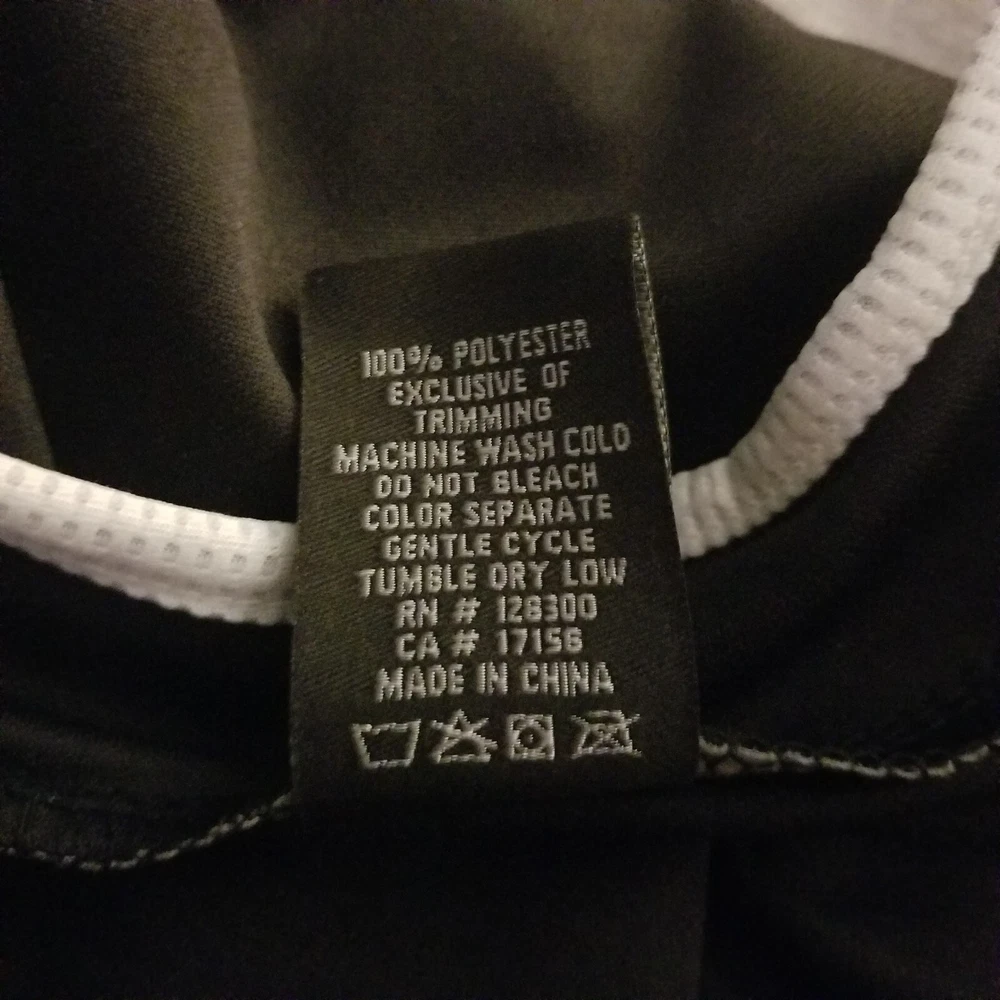 100% POLYESTER
EXCLUSIVE OF
TRIMMING
MACHINE WASH COLD
DO NOT BLEACH
COLOR SEPARATE
GENTLE CYCLE
TUMBLE DRY LOW
RN # 126300
CA # 17156
MADE IN CHINA